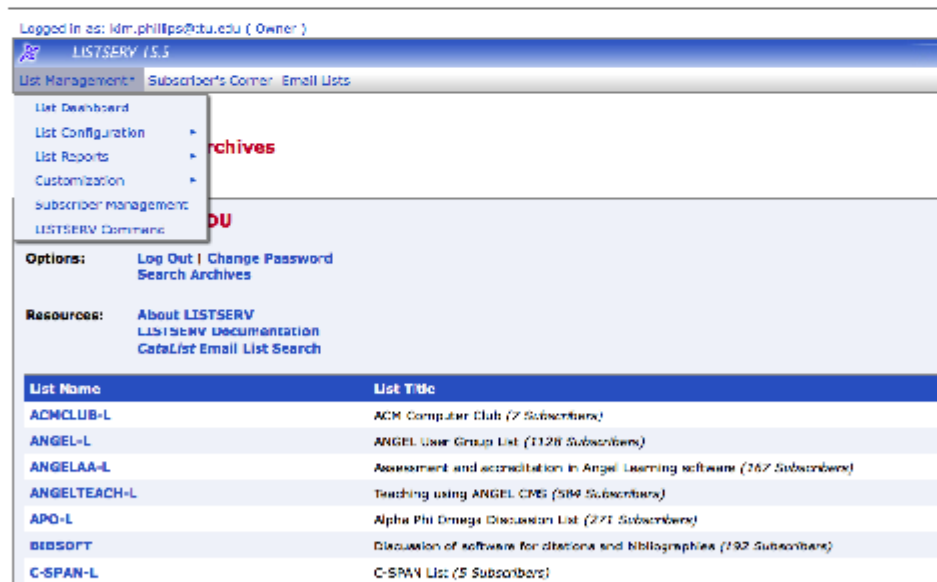 Logged in as: kim.phillips@ttu.edu ( Owner )
LISTSERV 15.5
List Management Subscriber's Corner Email Lists
List Dashboard
List Configuration
List Reports
Customization
Subscriber Management
LISTSERV Command
rchives
DU
Options: Log Out | Change Password
Search Archives
Resources: About LISTSERV
LISTSERV Documentation
CataList Email List Search
List Name List Title
ACMCLUB-L ACM Computer Club (7 Subscribers)
ANGEL-L ANGEL User Group List (1128 Subscribers)
ANGELAA-L Assessment and accreditation in Angel Learning software (167 Subscribers)
ANGELTEACH-L Teaching using ANGEL CMS (584 Subscribers)
APO-L Alpha Phi Omega Discussion List (271 Subscribers)
BIBSOFT Discussion of software for citations and bibliographies (192 Subscribers)
C-SPAN-L C-SPAN List (5 Subscribers)